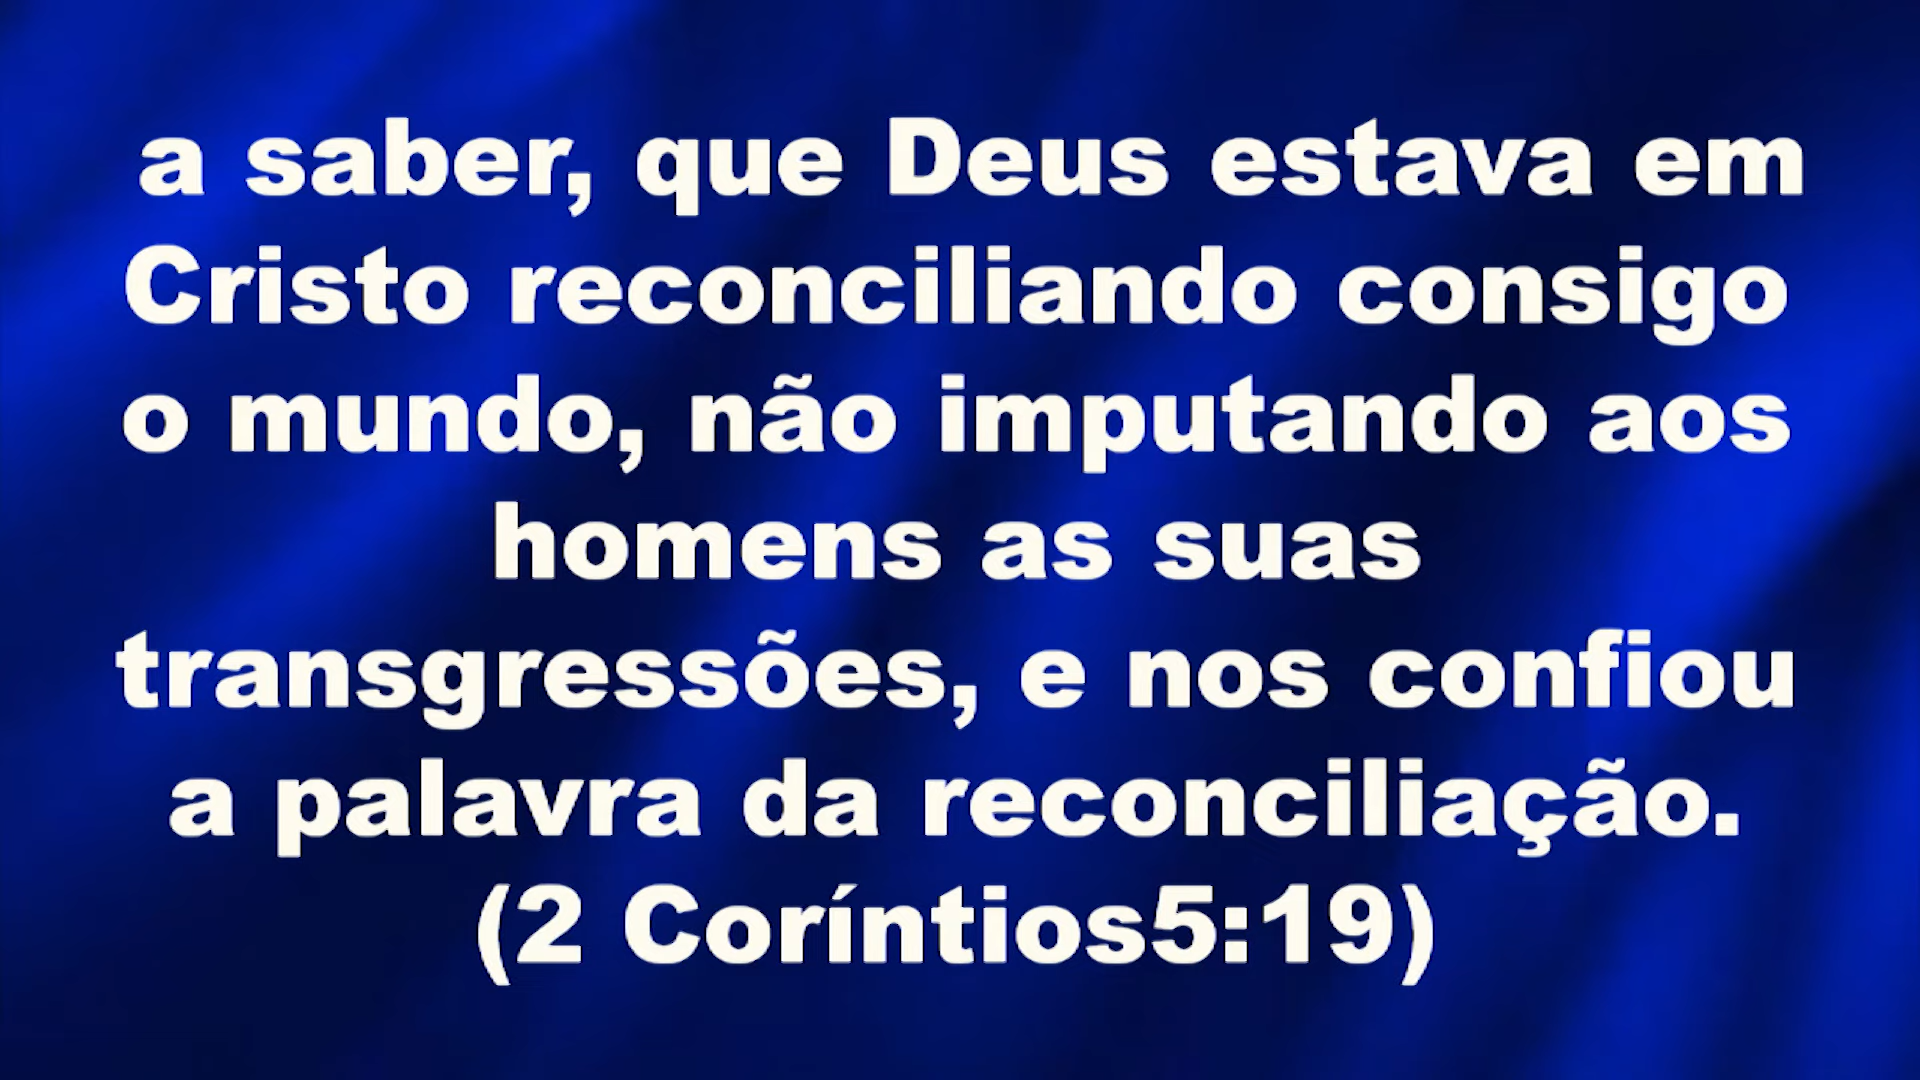 a saber, que Deus estava em
Cristo reconciliando consigo
o mundo, não imputando aos
homens as suas
transgressões, e nos confiou
a palavra da reconciliação.
(2 Coríntios5:19)